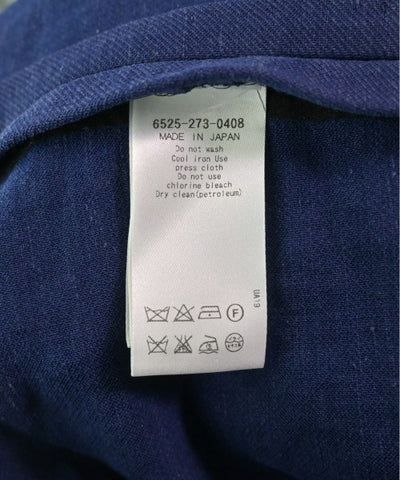 6525-273-0408
MADE IN JAPAN
Do not wash
Cool iron Use
press cloth
Do not use
chlorine bleach
Dry clean(petroleum)
UA19
F